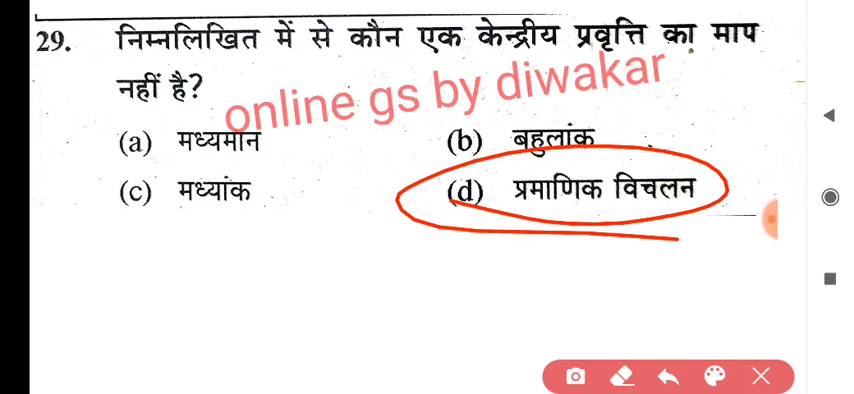 29. निम्नलिखित में से कौन एक केन्द्रीय प्रवृत्ति का माप
नहीं है?
online gs by diwakar
(a) मध्यमान (b) बहुलांक
(c) मध्यांक (d) प्रमाणिक विचलन